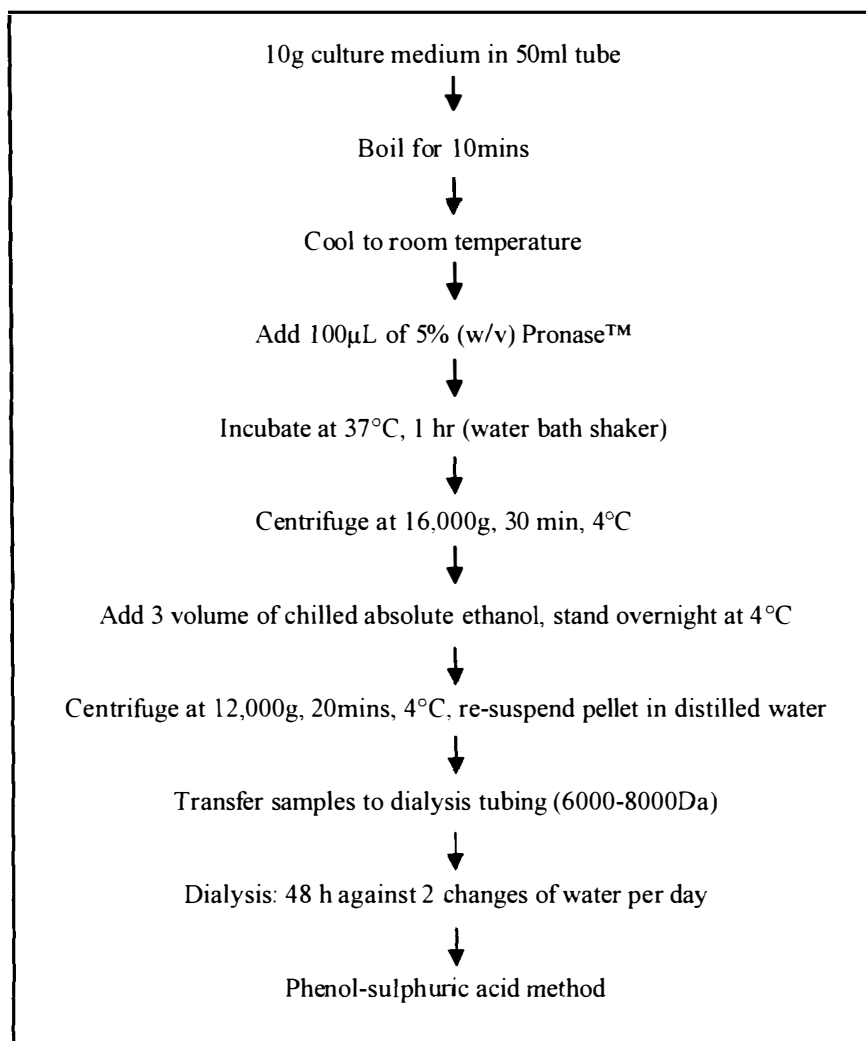 10g culture medium in 50ml tube
Boil for 10mins
Cool to room temperature
Add 100µL of 5% (w/v) Pronase™
Incubate at 37°C, 1 hr (water bath shaker)
Centrifuge at 16,000g, 30 min, 4°C
Add 3 volume of chilled absolute ethanol, stand overnight at 4°C
Centrifuge at 12,000g, 20mins, 4°C, re-suspend pellet in distilled water
Transfer samples to dialysis tubing (6000-8000Da)
Dialysis: 48 h against 2 changes of water per day
Phenol-sulphuric acid method